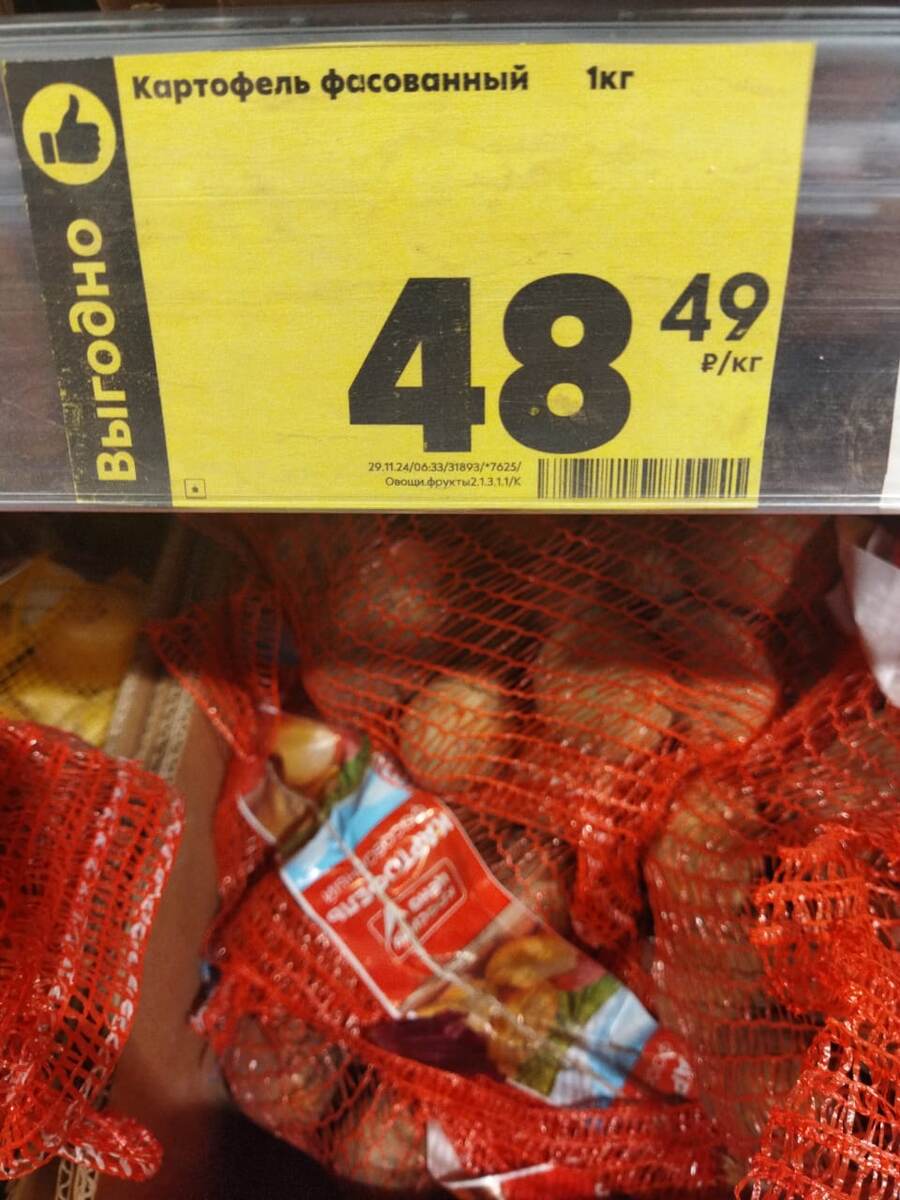 Картофель фасованный 1кг
Выгодно
48 49
₽/кг
29.11.24/06:33/31893/*7625/
Овощи.фрукты2.1.3.1.1/К
КАРТОФЕЛЬ